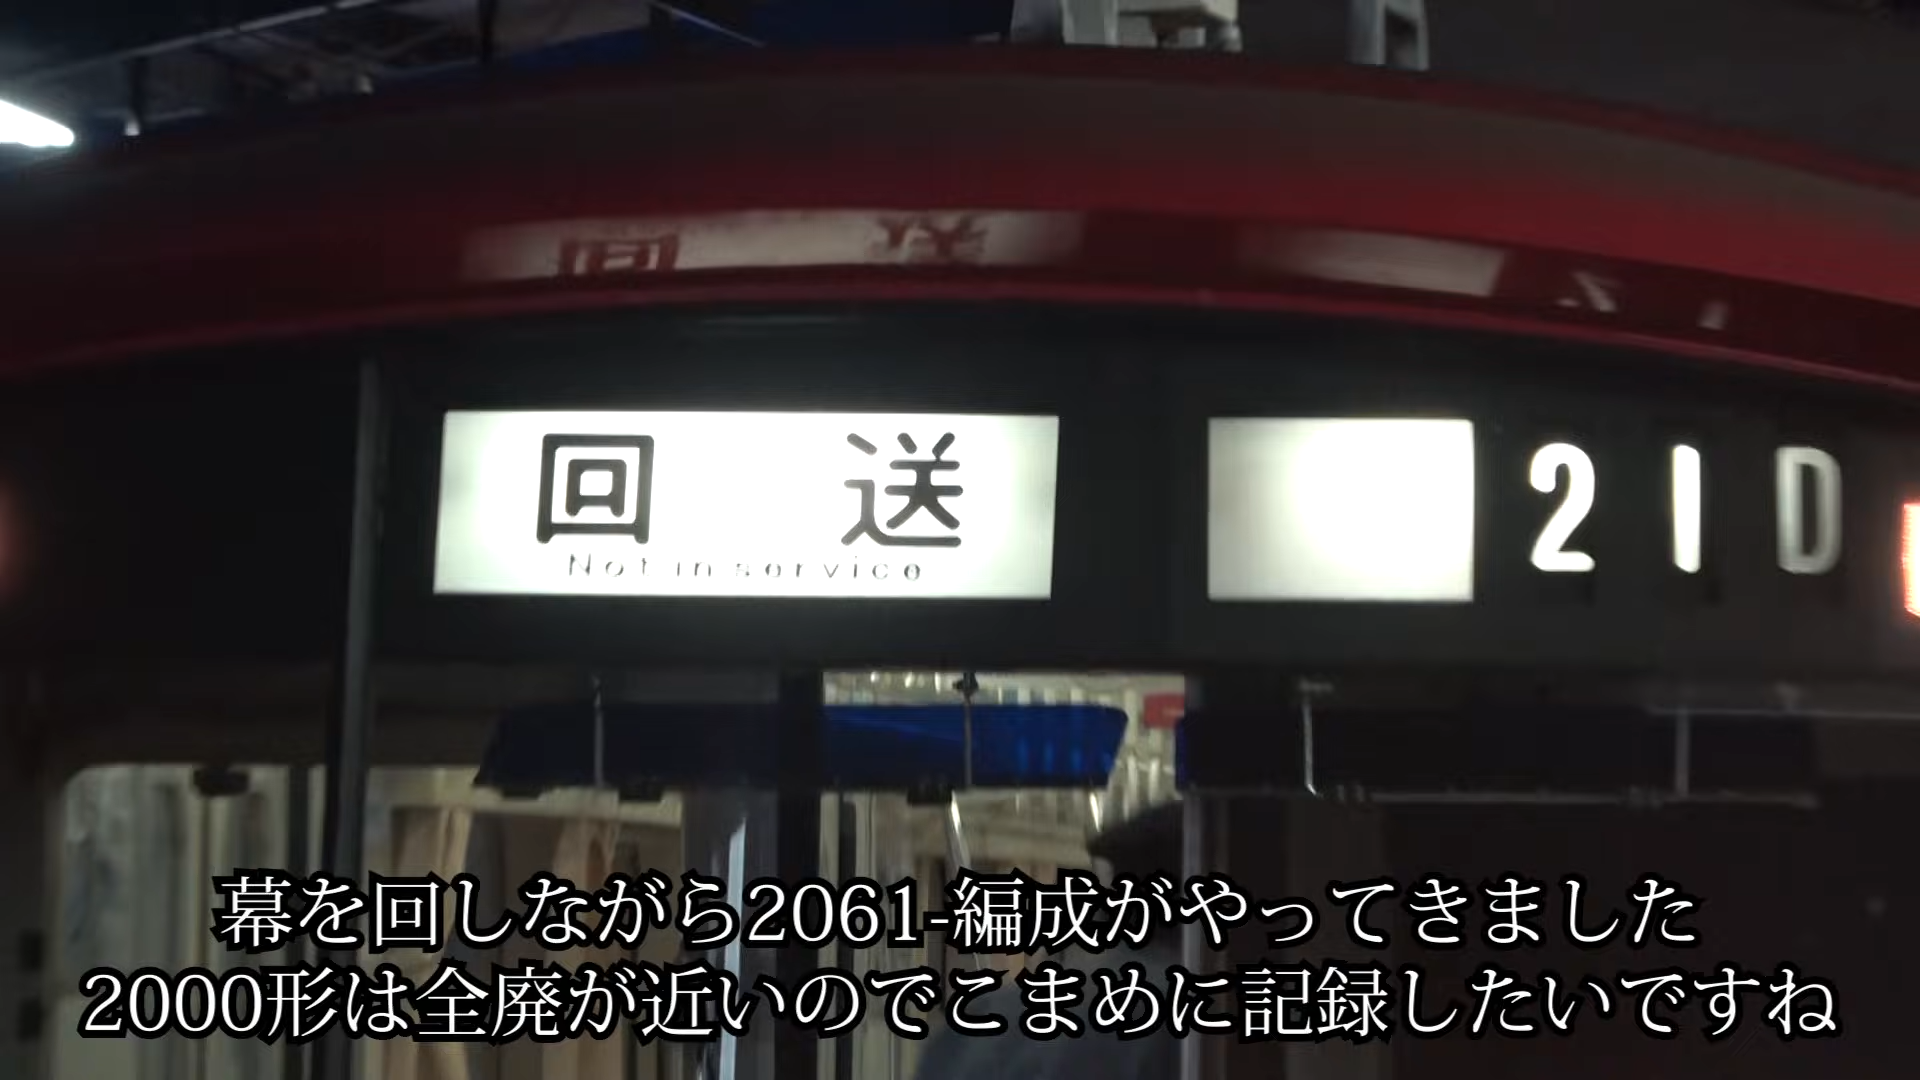 回送
Not in service
21D
幕を回しながら2061-編成がやってきました
2000形は全廃が近いのでこまめに記録したいですね